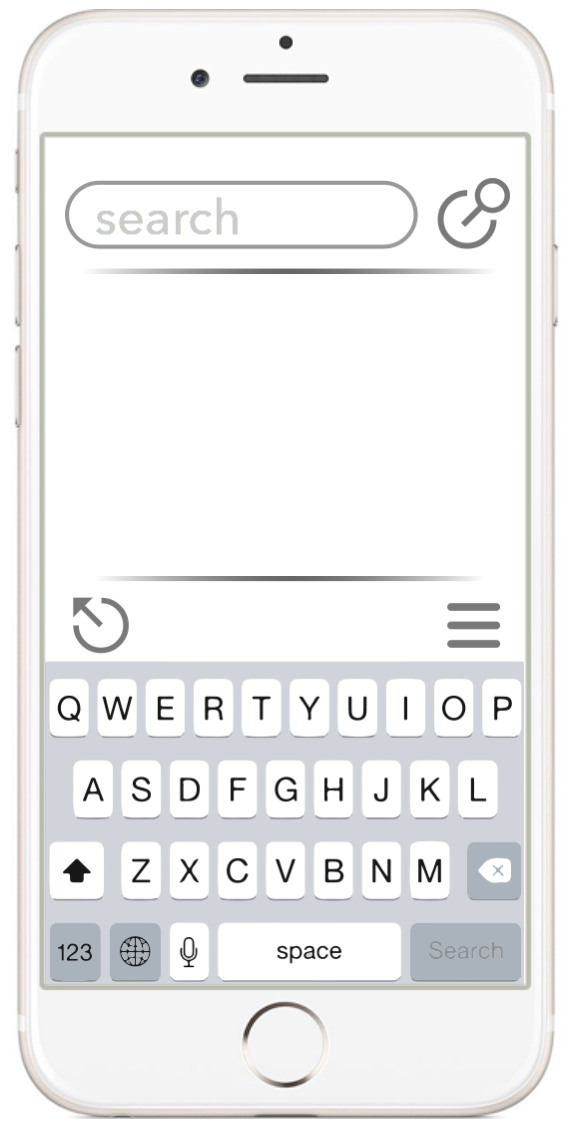 search
Q W E R T Y U I O P
A S D F G H J K L
Z X C V B N M
123 space Search